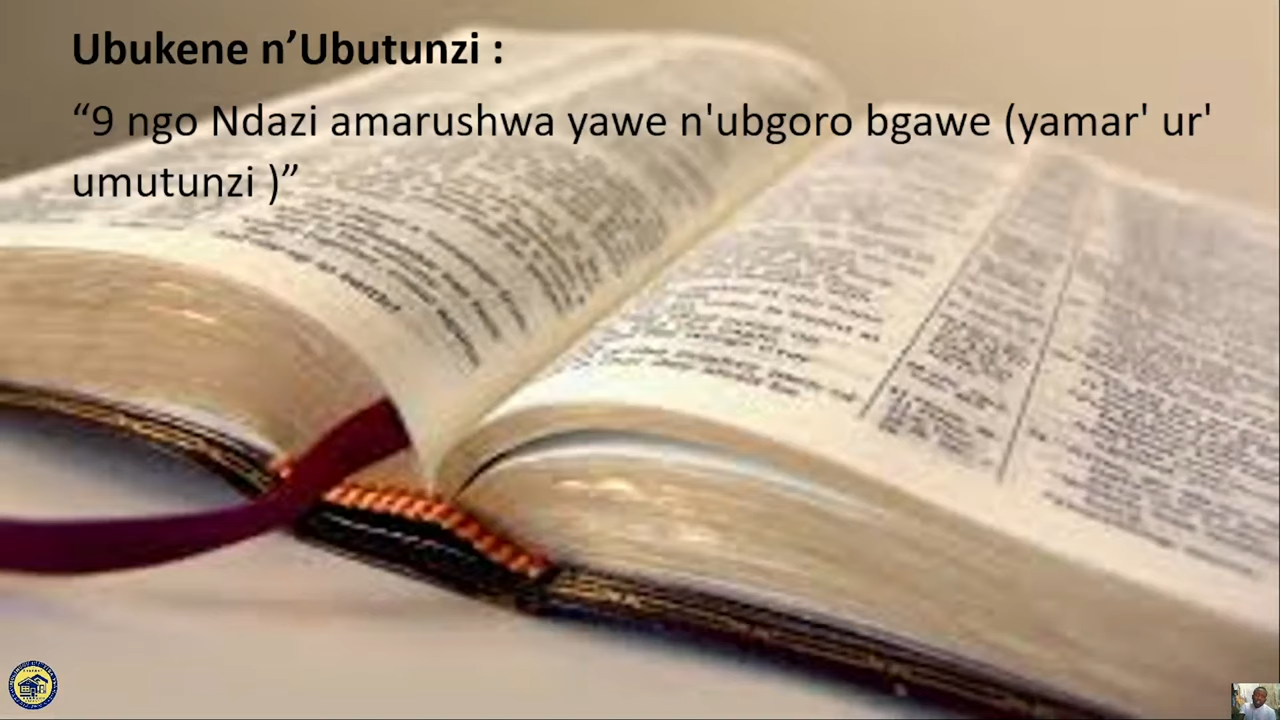 Ubukene n’Ubutunzi :
“9 ngo Ndazi amarushwa yawe n'ubgoro bgawe (yamar' ur'
umutunzi )”